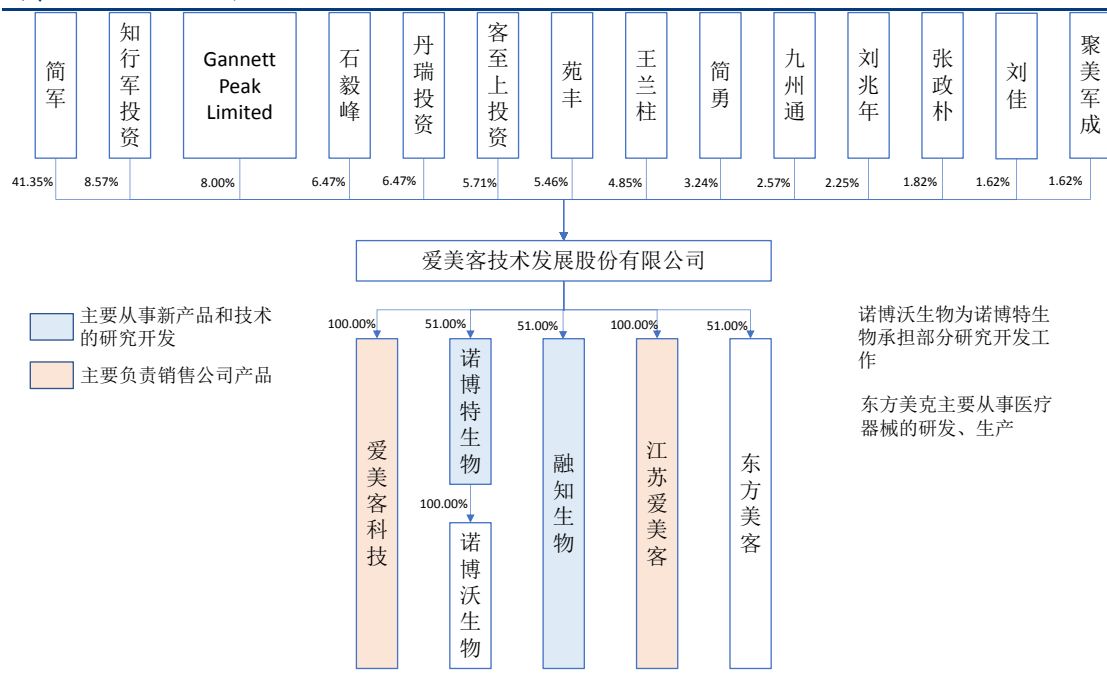 简军
知行军投资
Gannett
Peak
Limited
石毅峰
丹瑞投资
客至上投资
苑丰
王兰柱
简勇
九州通
刘兆年
张政朴
刘佳
聚美军成
41.35%
8.57%
8.00%
6.47%
6.47%
5.71%
5.46%
4.85%
3.24%
2.57%
2.25%
1.82%
1.62%
1.62%
爱美客技术发展股份有限公司
主要从事新产品和技术
的研究开发
主要负责销售公司产品
100.00%
51.00%
51.00%
100.00%
51.00%
爱美客科技
诺博特生物
100.00%
诺博沃生物
融知生物
江苏爱美客
东方美客
诺博沃生物为诺博特生
物承担部分研究开发工
作
东方美克主要从事医疗
器械的研发、生产